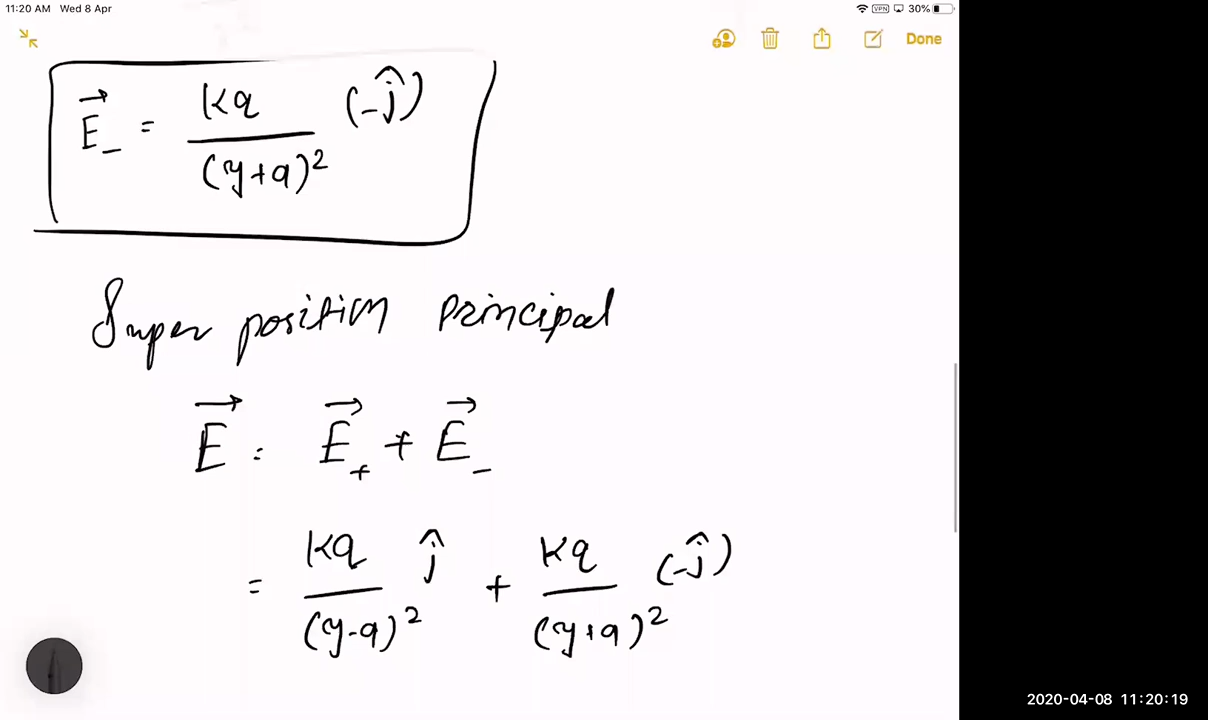 11:20 AM Wed 8 Apr VPN 30%
Done
E⃗_- = Kq/(y+a)² (-ĵ)
Super position Principal
E⃗ = E⃗_+ + E⃗_-
= Kq/(y-a)² ĵ + Kq/(y+a)² (-ĵ)
2020-04-08 11:20:19